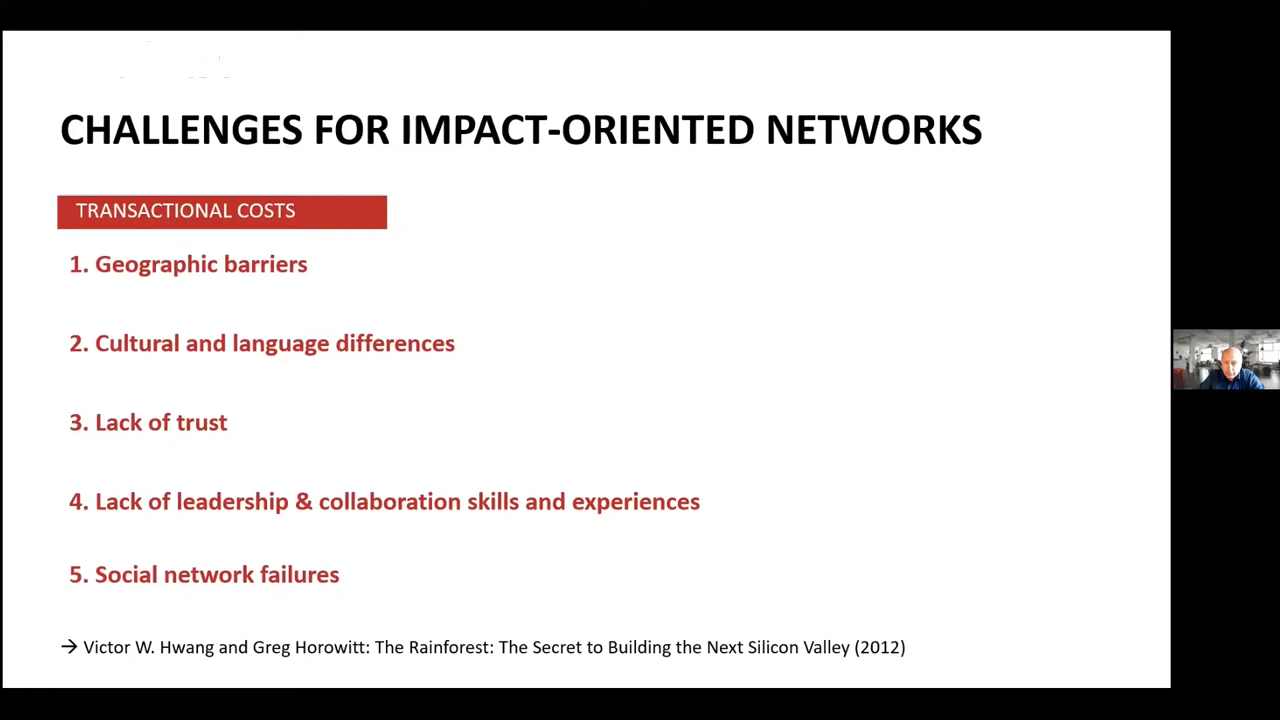 CHALLENGES FOR IMPACT-ORIENTED NETWORKS
TRANSACTIONAL COSTS
1. Geographic barriers
2. Cultural and language differences
3. Lack of trust
4. Lack of leadership & collaboration skills and experiences
5. Social network failures
→ Victor W. Hwang and Greg Horowitt: The Rainforest: The Secret to Building the Next Silicon Valley (2012)